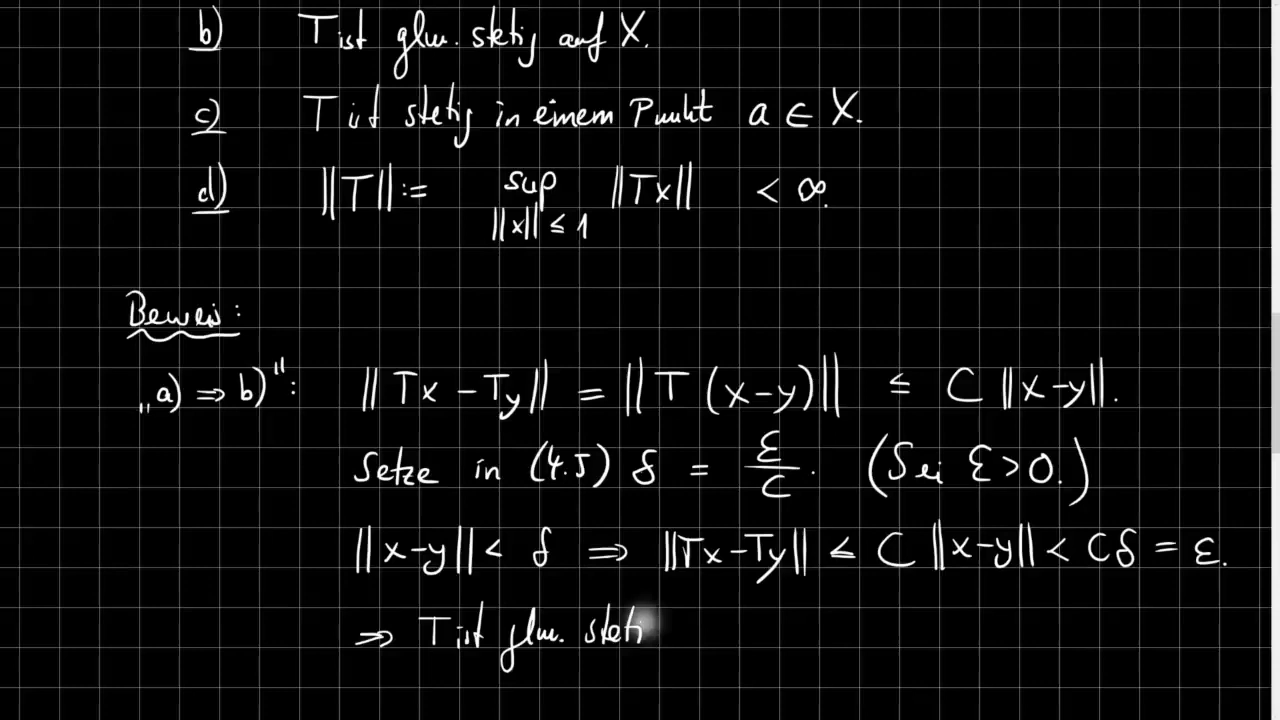 b) T ist glm. stetig auf X.
c) T ist stetig in einem Punkt a ∈ X.
d) ||T|| := sup ||Tx|| < ∞.
||x|| ≤ 1
Beweis:
„a) ⇒ b)": ||Tx - Ty|| = ||T(x-y)|| ≤ C ||x-y||.
Setze in (4.5) δ = ε/C. (Sei ε > 0.)
||x-y|| < δ ⇒ ||Tx-Ty|| ≤ C ||x-y|| < Cδ = ε.
⇒ T ist glm. steti